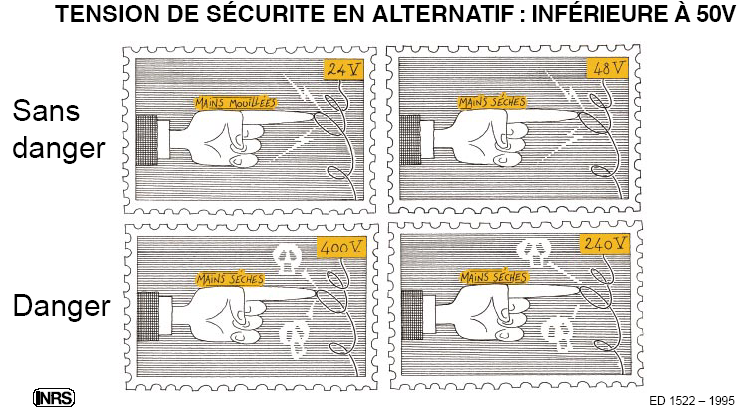 TENSION DE SÉCURITE EN ALTERNATIF : INFÉRIEURE À 50V
Sans
danger
24V
MAINS MOUILLÉES
48V
MAINS SÈCHES
Danger
400V
MAINS SÈCHES
240V
MAINS SÈCHES
INRS
ED 1522 – 1995